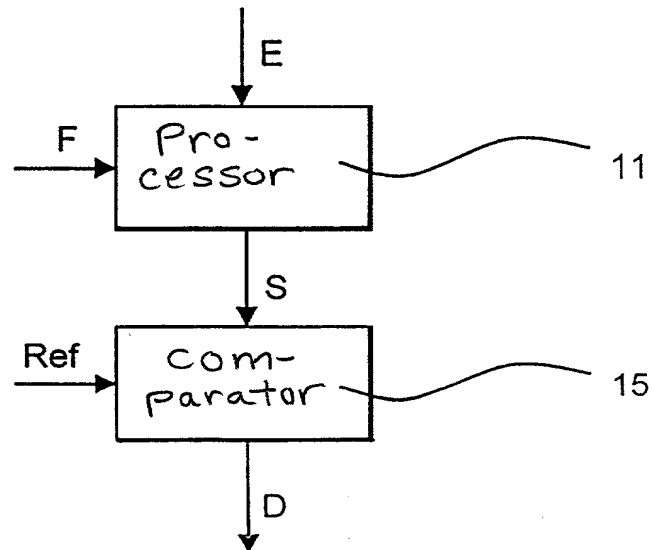 E
F
Pro-
cessor
11
S
Ref
com-
parator
15
D